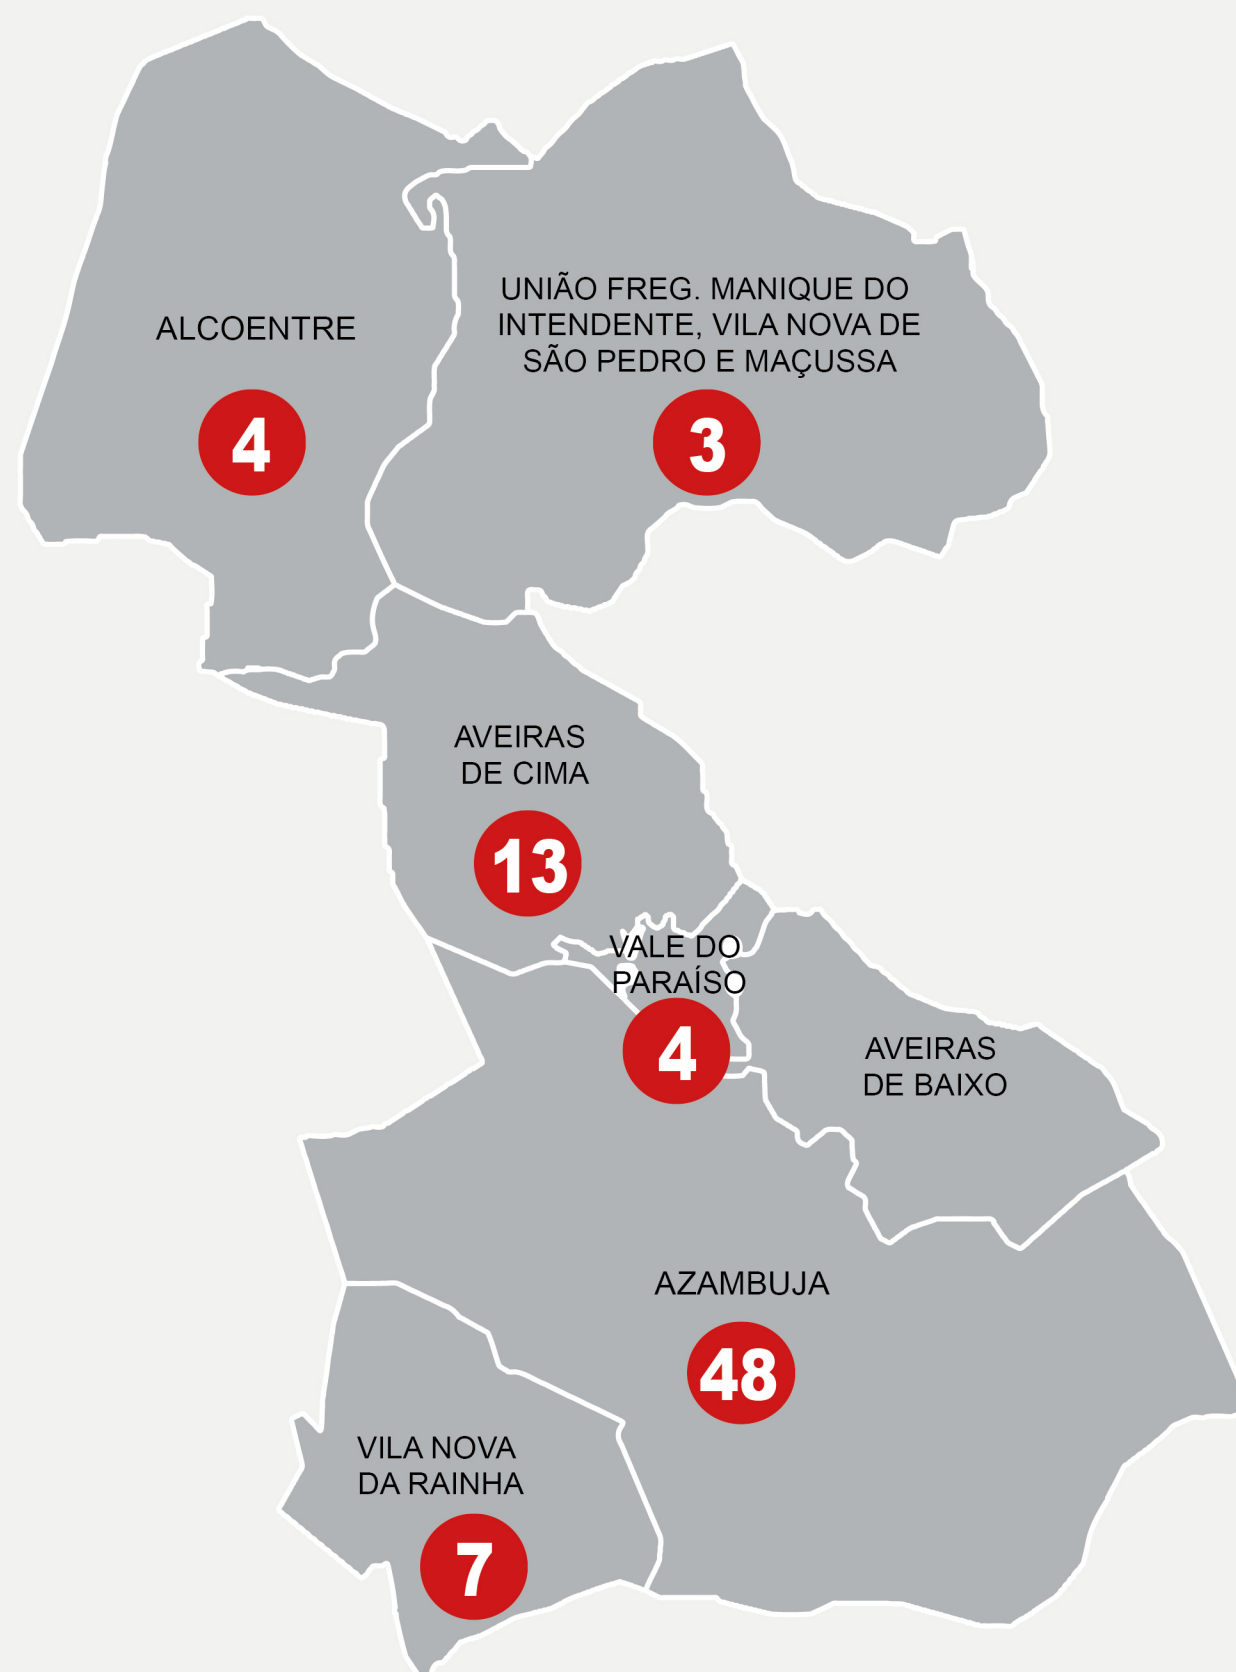 ALCOENTRE
4
UNIÃO FREG. MANIQUE DO
INTENDENTE, VILA NOVA DE
SÃO PEDRO E MAÇUSSA
3
AVEIRAS
DE CIMA
13
VALE DO
PARAÍSO
4
AVEIRAS
DE BAIXO
AZAMBUJA
48
VILA NOVA
DA RAINHA
7